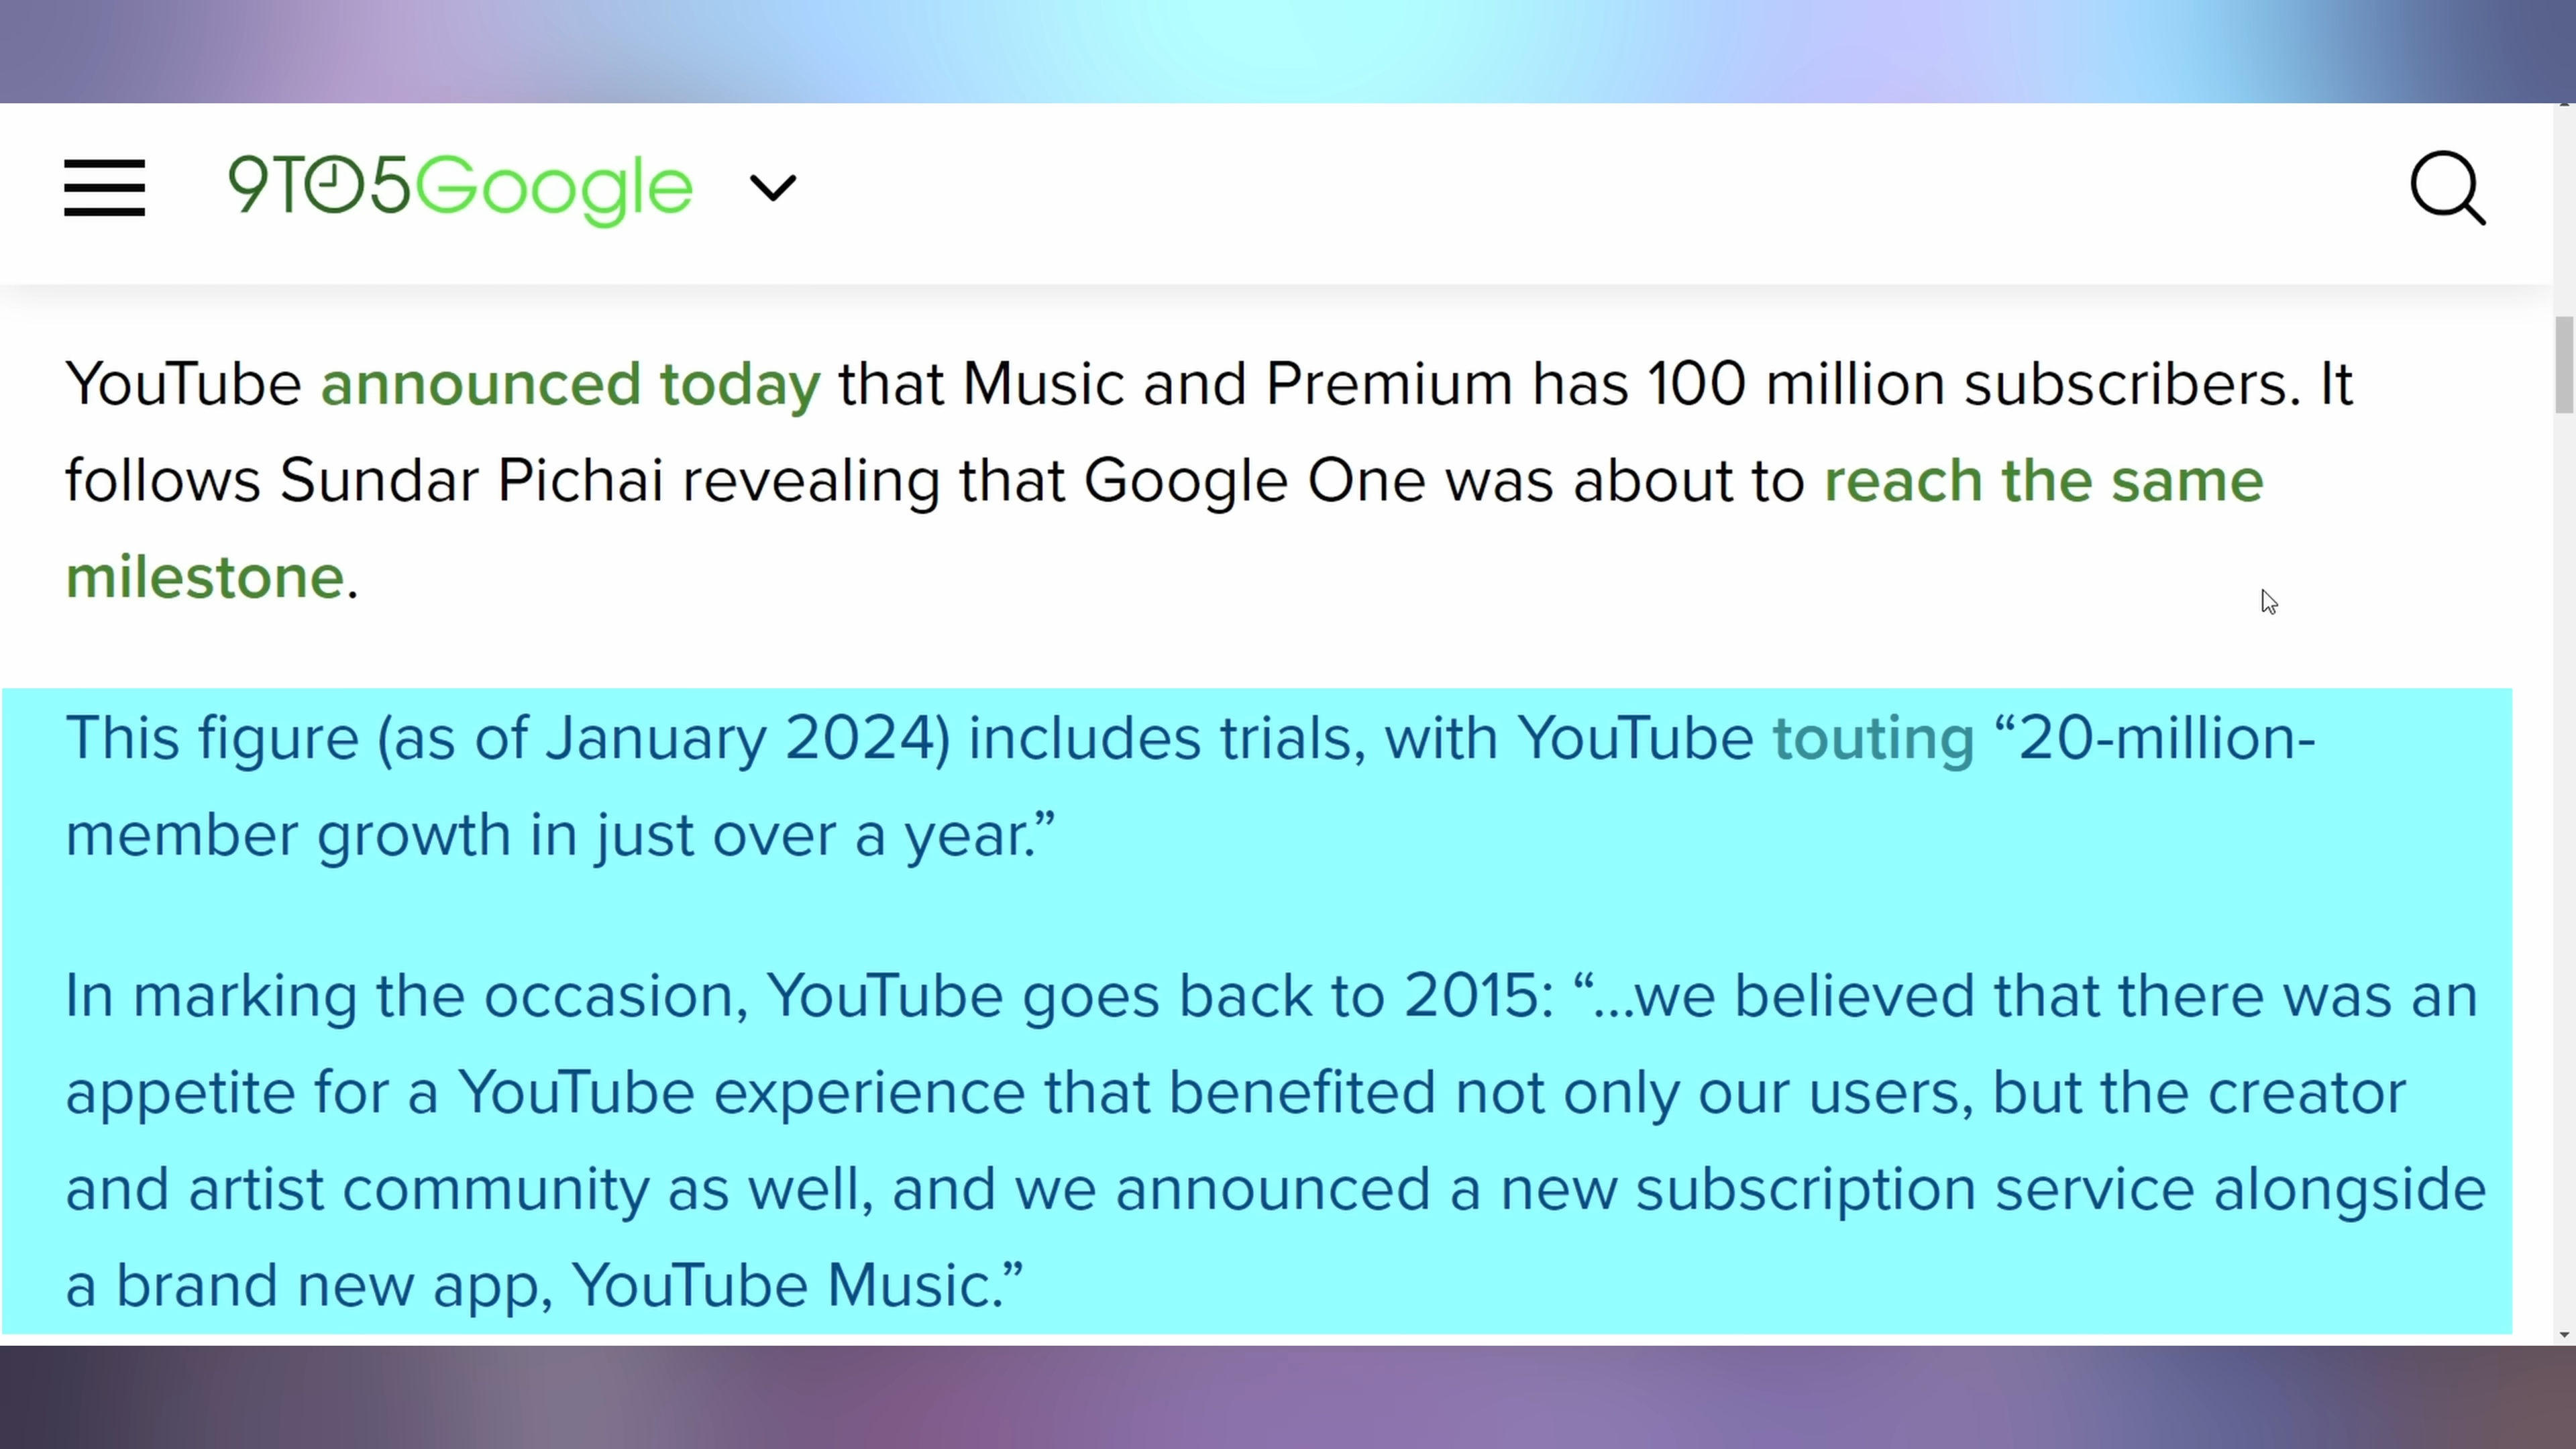 9TO5Google
YouTube announced today that Music and Premium has 100 million subscribers. It
follows Sundar Pichai revealing that Google One was about to reach the same
milestone.
This figure (as of January 2024) includes trials, with YouTube touting “20-million-
member growth in just over a year.”
In marking the occasion, YouTube goes back to 2015: “…we believed that there was an
appetite for a YouTube experience that benefited not only our users, but the creator
and artist community as well, and we announced a new subscription service alongside
a brand new app, YouTube Music.”